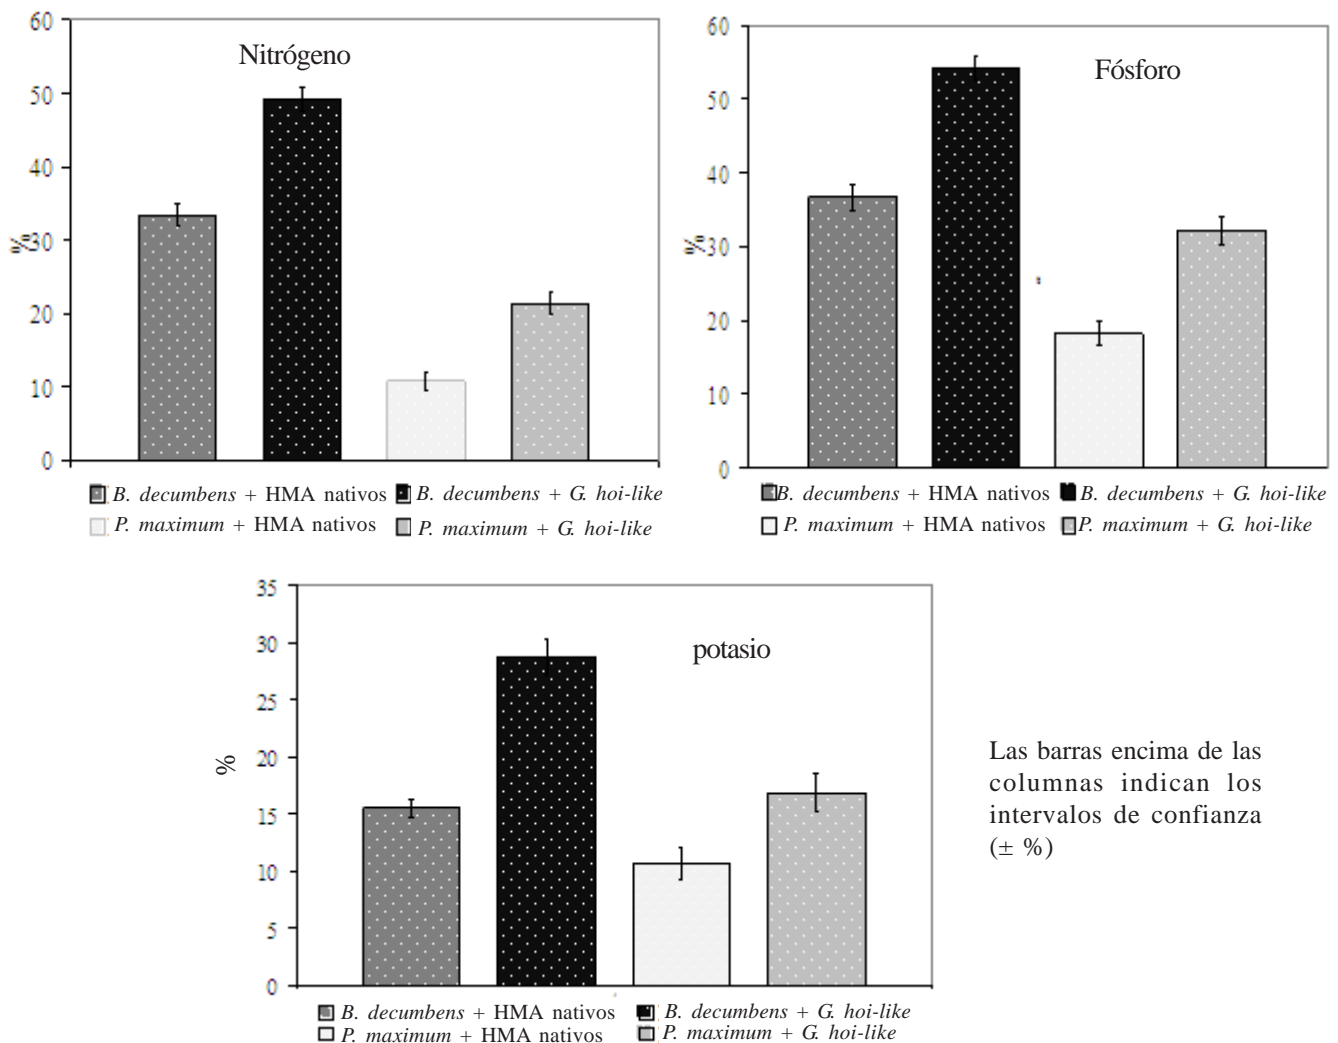 Nitrógeno
60
50
40
30
20
10
0
%
B. decumbens + HMA nativos B. decumbens + G. hoi-like
P. maximum + HMA nativos P. maximum + G. hoi-like
Fósforo
60
50
40
30
20
10
0
%
B. decumbens + HMA nativos B. decumbens + G. hoi-like
P. maximum + HMA nativos P. maximum + G. hoi-like
potasio
35
30
25
20
15
10
5
0
%
B. decumbens + HMA nativos B. decumbens + G. hoi-like
P. maximum + HMA nativos P. maximum + G. hoi-like
Las barras encima de las
columnas indican los
intervalos de confianza
(± %)